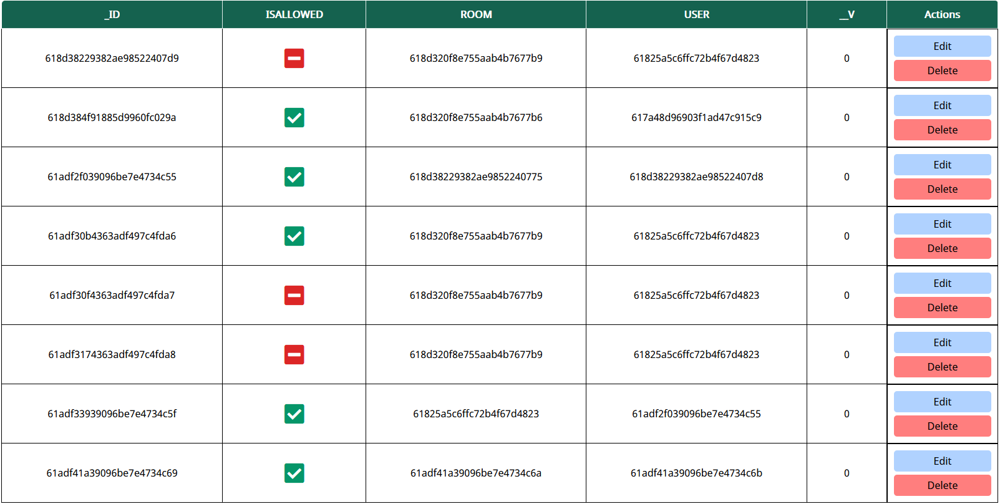 _ID ISALLOWED ROOM USER __V Actions
618d38229382ae98522407d9 618d320f8e755aab4b7677b9 61825a5c6ffc72b4f67d4823 0 Edit
Delete
618d384f91885d9960fc029a 618d320f8e755aab4b7677b6 617a48d96903f1ad47c915c9 0 Edit
Delete
61adf2f039096be7e4734c55 618d38229382ae9852240775 618d38229382ae98522407d8 0 Edit
Delete
61adf30b4363adf497c4fda6 618d320f8e755aab4b7677b9 61825a5c6ffc72b4f67d4823 0 Edit
Delete
61adf30f4363adf497c4fda7 618d320f8e755aab4b7677b9 61825a5c6ffc72b4f67d4823 0 Edit
Delete
61adf3174363adf497c4fda8 618d320f8e755aab4b7677b9 61825a5c6ffc72b4f67d4823 0 Edit
Delete
61adf33939096be7e4734c5f 61825a5c6ffc72b4f67d4823 61adf2f039096be7e4734c55 0 Edit
Delete
61adf41a39096be7e4734c69 61adf41a39096be7e4734c6a 61adf41a39096be7e4734c6b 0 Edit
Delete